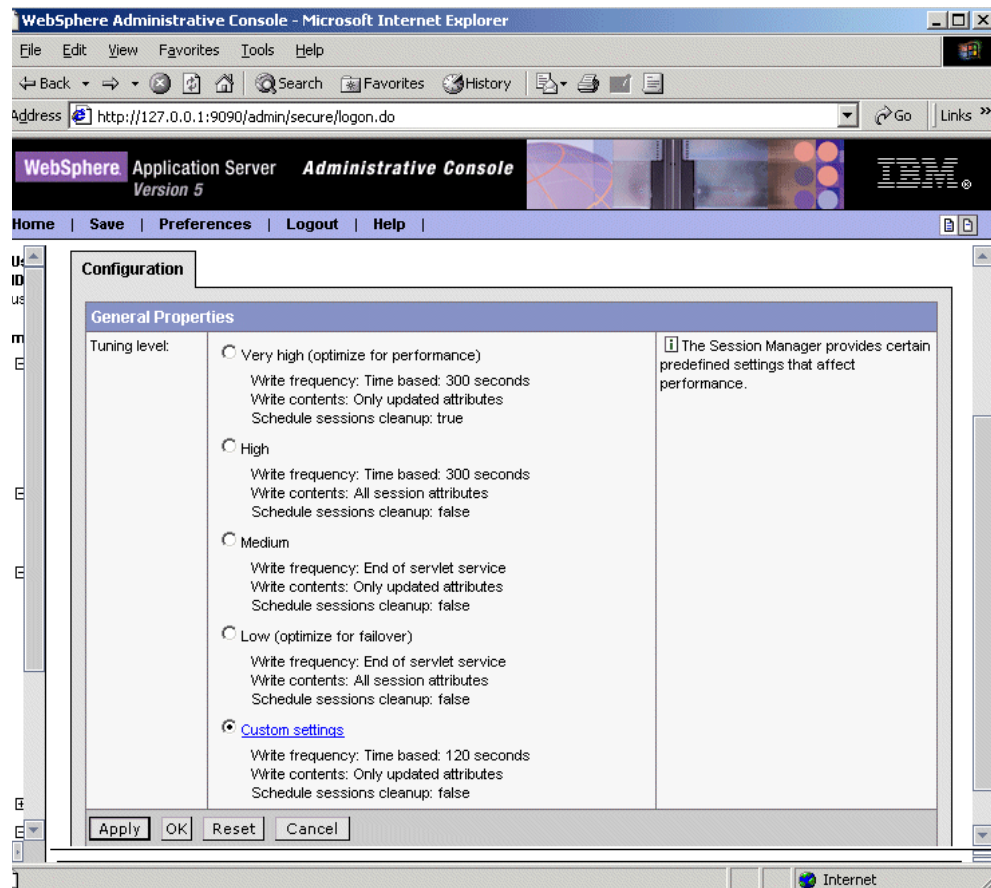 WebSphere Administrative Console - Microsoft Internet Explorer
File Edit View Favorites Tools Help
Back Search Favorites History
Address http://127.0.0.1:9090/admin/secure/logon.do Go Links »
WebSphere Application Server Administrative Console
Version 5
IBM
Home | Save | Preferences | Logout | Help |
Configuration
General Properties
Tuning level:
Very high (optimize for performance)
Write frequency: Time based: 300 seconds
Write contents: Only updated attributes
Schedule sessions cleanup: true
High
Write frequency: Time based: 300 seconds
Write contents: All session attributes
Schedule sessions cleanup: false
Medium
Write frequency: End of servlet service
Write contents: Only updated attributes
Schedule sessions cleanup: false
Low (optimize for failover)
Write frequency: End of servlet service
Write contents: All session attributes
Schedule sessions cleanup: false
Custom settings
Write frequency: Time based: 120 seconds
Write contents: Only updated attributes
Schedule sessions cleanup: false
The Session Manager provides certain
predefined settings that affect
performance.
Apply OK Reset Cancel
Internet